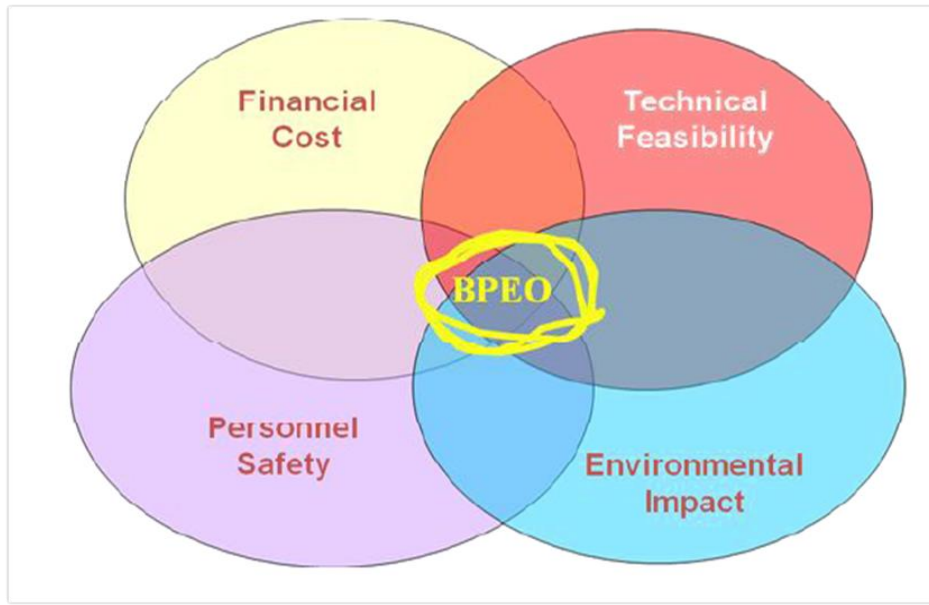 Financial
Cost
Technical
Feasibility
BPEO
Personnel
Safety
Environmental
Impact